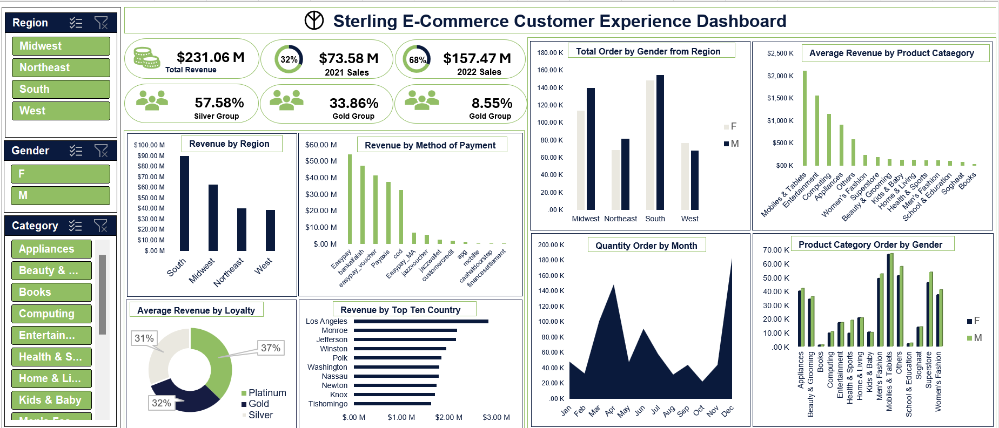 Sterling E-Commerce Customer Experience Dashboard
Region
Midwest
Northeast
South
West
Gender
F
M
Category
Appliances
Beauty & ...
Books
Computing
Entertain...
Health & S...
Home & Li...
Kids & Baby
$231.06 M
Total Revenue
32%
$73.58 M
2021 Sales
68%
$157.47 M
2022 Sales
57.58%
Silver Group
33.86%
Gold Group
8.55%
Gold Group
Revenue by Region
$100.00 M
$90.00 M
$80.00 M
$70.00 M
$60.00 M
$50.00 M
$40.00 M
$30.00 M
$20.00 M
$10.00 M
$.00 M
South
Midwest
Northeast
West
Revenue by Method of Payment
$60.00 M
$50.00 M
$40.00 M
$30.00 M
$20.00 M
$10.00 M
$.00 M
Easypay
bankalfalah
easypay_voucher
Payaxis
cod
Easypay_MA
jazzvoucher
jazzwallet
customercredit
apg
mcblite
cashatdoorstep
financesettlement
Average Revenue by Loyalty
31%
37%
32%
Platinum
Gold
Silver
Revenue by Top Ten Country
Los Angeles
Monroe
Jefferson
Winston
Polk
Washington
Nassau
Newton
Knox
Tishomingo
$.00 M
$1.00 M
$2.00 M
$3.00 M
Total Order by Gender from Region
180.00 K
160.00 K
140.00 K
120.00 K
100.00 K
80.00 K
60.00 K
40.00 K
20.00 K
.00 K
Midwest
Northeast
South
West
F
M
Average Revenue by Product Cataegory
$2,500 K
$2,000 K
$1,500 K
$1,000 K
$500 K
$00 K
Mobiles & Tablets
Entertainment
Computing
Appliances
Others
Women's Fashion
Superstore
Beauty & Grooming
Kids & Baby
Home & Living
Health & Sports
Men's Fashion
School & Education
Soghaat
Books
Quantity Order by Month
200.00 K
180.00 K
160.00 K
140.00 K
120.00 K
100.00 K
80.00 K
60.00 K
40.00 K
20.00 K
.00 K
Jan
Feb
Mar
Apr
May
Jun
Jul
Aug
Sep
Oct
Nov
Dec
Product Category Order by Gender
70.00 K
60.00 K
50.00 K
40.00 K
30.00 K
20.00 K
10.00 K
.00 K
Appliances
Beauty & Grooming
Books
Computing
Entertainment
Health & Sports
Home & Living
Kids & Baby
Men's Fashion
Mobiles & Tablets
Others
School & Education
Soghaat
Superstore
Women's Fashion
F
M